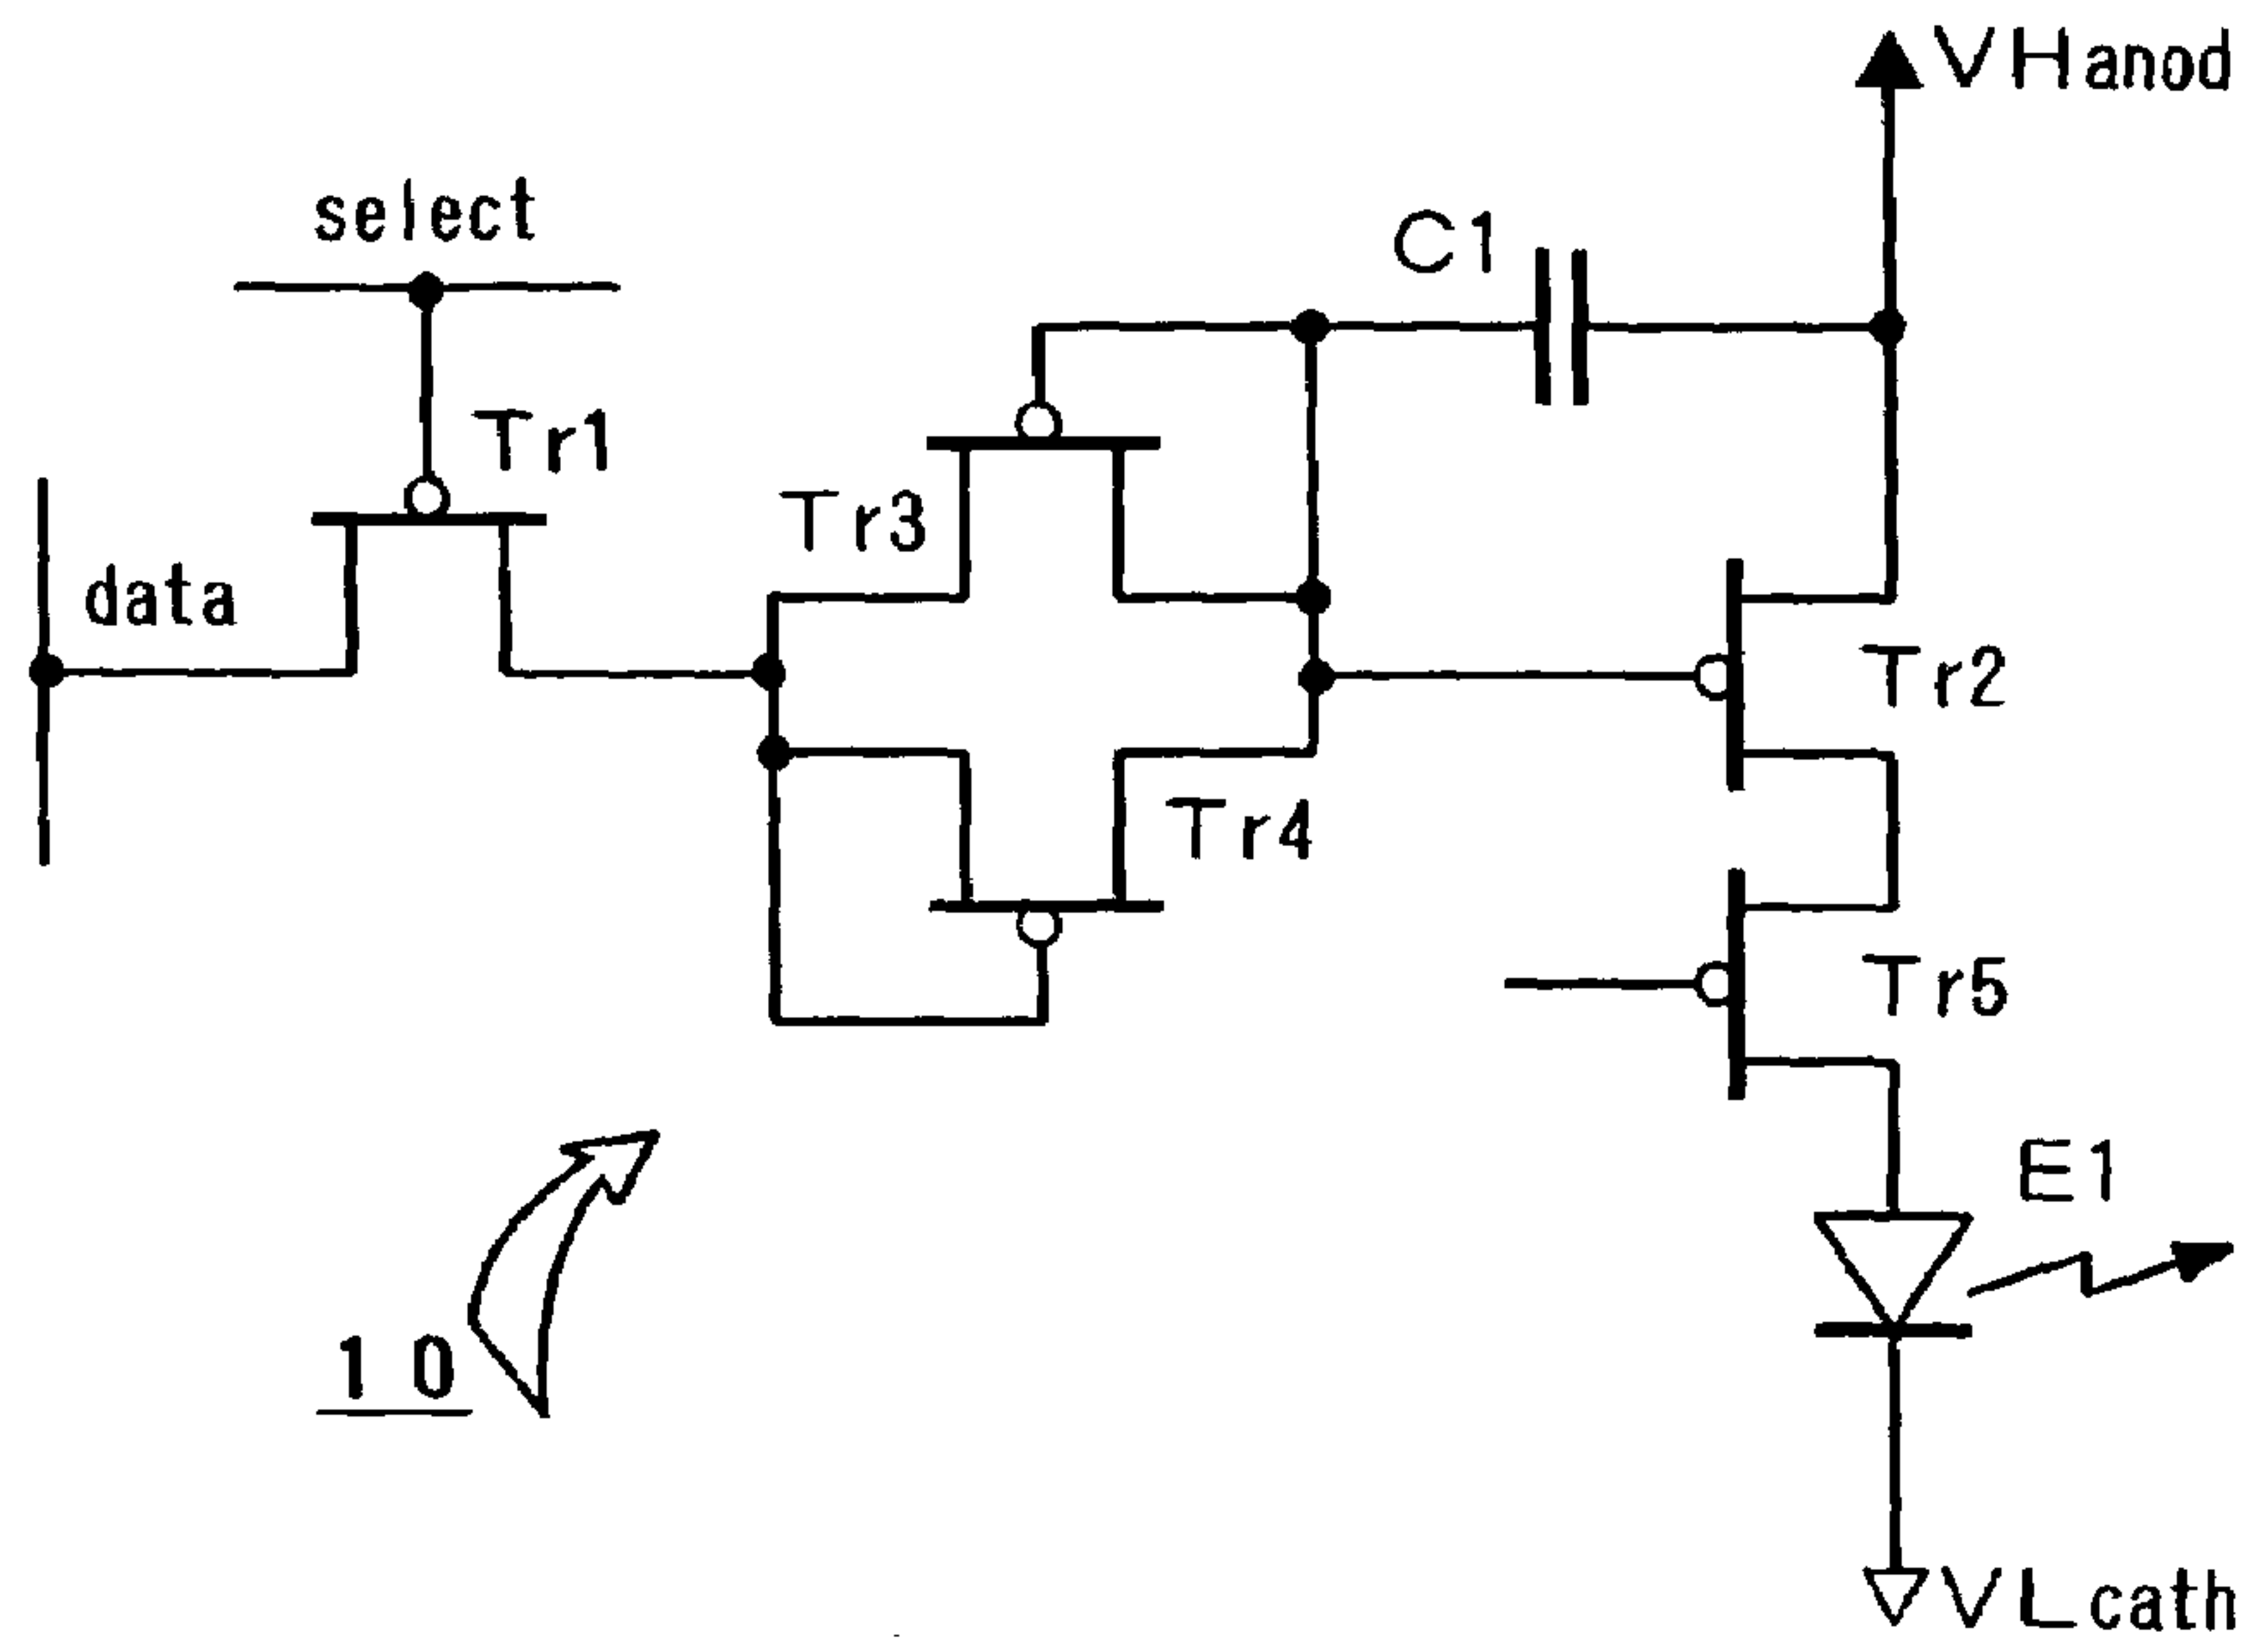 VHanod
select
C1
Tr1
Tr3
data
Tr2
Tr4
Tr5
E1
10
VLcath